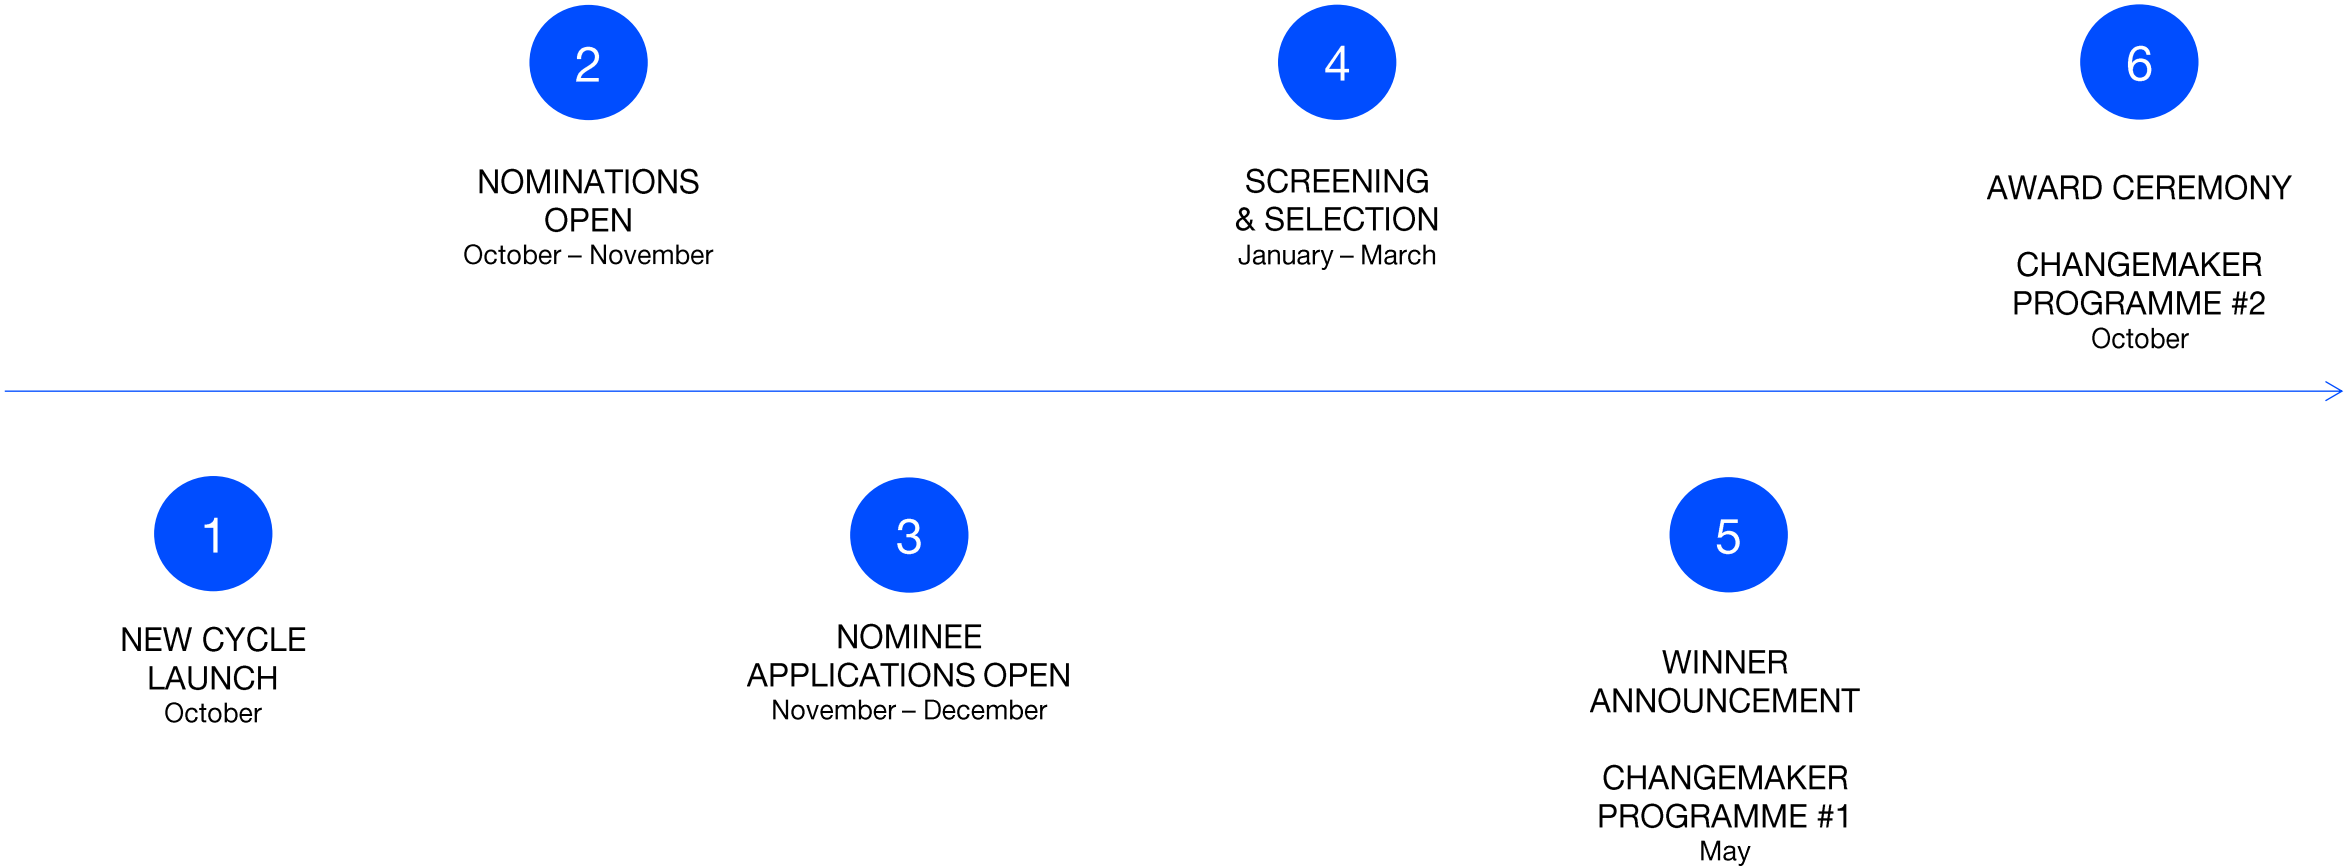 1
NEW CYCLE
LAUNCH
October
2
NOMINATIONS
OPEN
October – November
3
NOMINEE
APPLICATIONS OPEN
November – December
4
SCREENING
& SELECTION
January – March
5
WINNER
ANNOUNCEMENT
CHANGEMAKER
PROGRAMME #1
May
6
AWARD CEREMONY
CHANGEMAKER
PROGRAMME #2
October